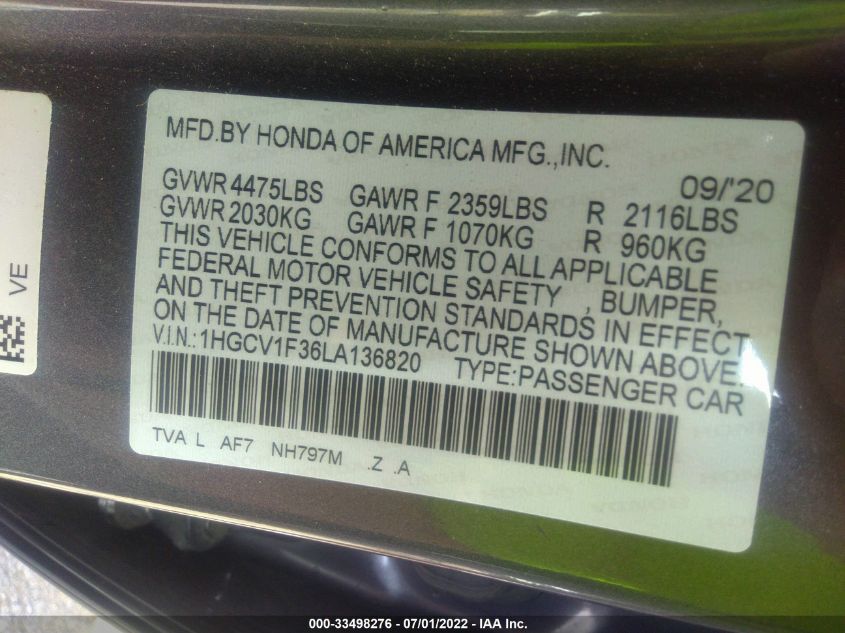 MFD.BY HONDA OF AMERICA MFG.,INC.
09/'20
GVWR 4475LBS GAWR F 2359LBS R 2116LBS
GVWR 2030KG GAWR F 1070KG R 960KG
THIS VEHICLE CONFORMS TO ALL APPLICABLE
FEDERAL MOTOR VEHICLE SAFETY , BUMPER,
AND THEFT PREVENTION STANDARDS IN EFFECT
ON THE DATE OF MANUFACTURE SHOWN ABOVE.
V.I.N.: 1HGCV1F36LA136820 TYPE:PASSENGER CAR
TVA L AF7 NH797M .Z .A
VE
000-33498276 - 07/01/2022 - IAA Inc.